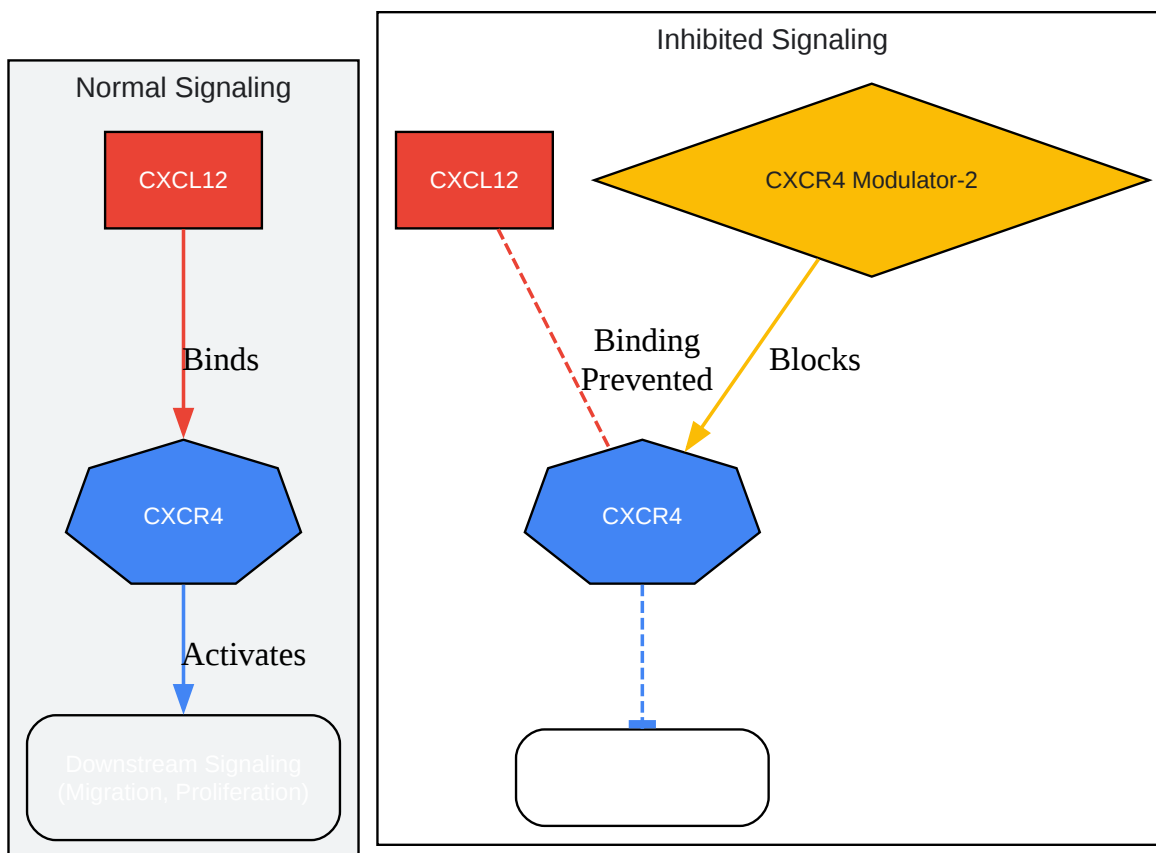 Normal Signaling
CXCL12
Binds
CXCR4
Activates
Downstream Signaling
(Migration, Proliferation)
Inhibited Signaling
CXCL12
CXCR4 Modulator-2
Binding
Prevented
Blocks
CXCR4